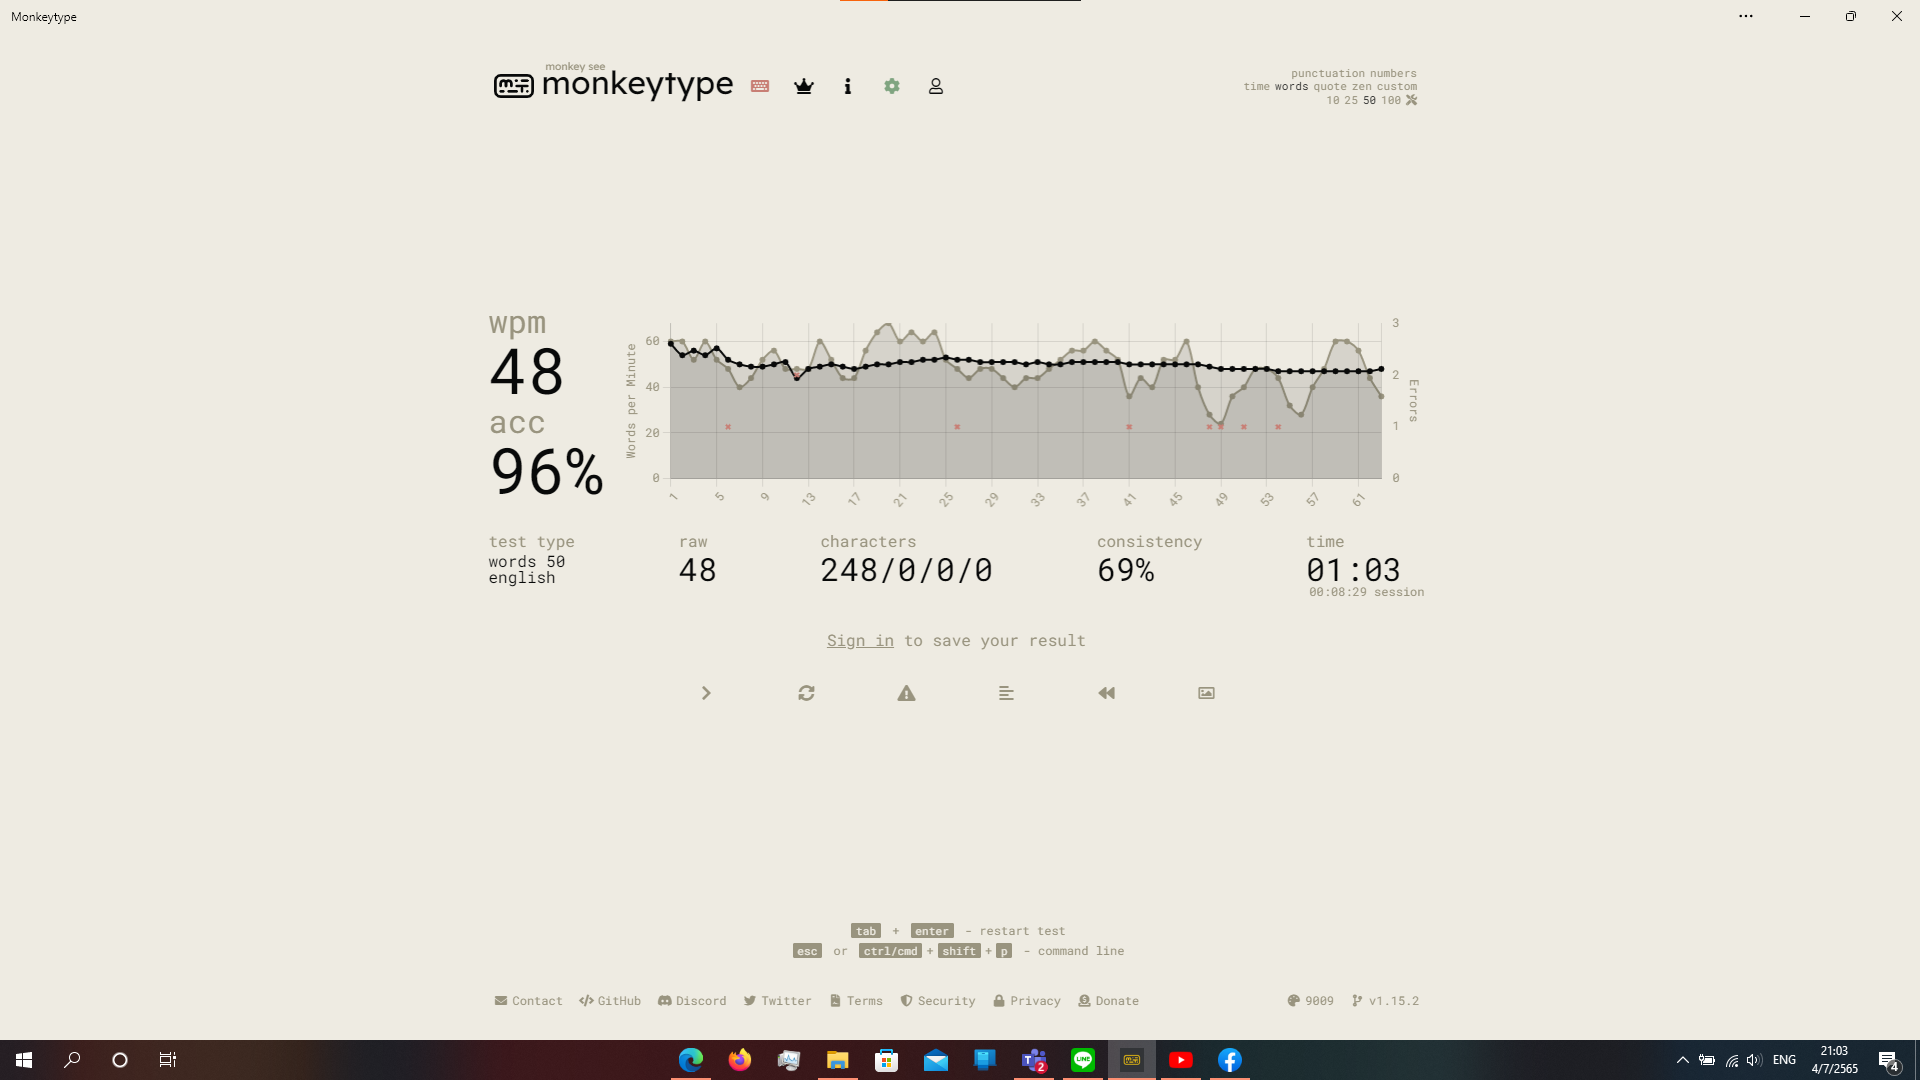 Monkeytype
monkey see
monkeytype
punctuation numbers
time words quote zen custom
10 25 50 100
wpm
48
acc
96%
Words per Minute
60
40
20
0
3
2
1
0
Errors
1 5 9 13 17 21 25 29 33 37 41 45 49 53 57 61
test type
words 50
english
raw
48
characters
248/0/0/0
consistency
69%
time
01:03
00:08:29 session
Sign in to save your result
tab + enter - restart test
esc or ctrl/cmd + shift + p - command line
Contact GitHub Discord Twitter Terms Security Privacy Donate 9009 v1.15.2
ENG
21:03
4/7/2565
4
2
LINE